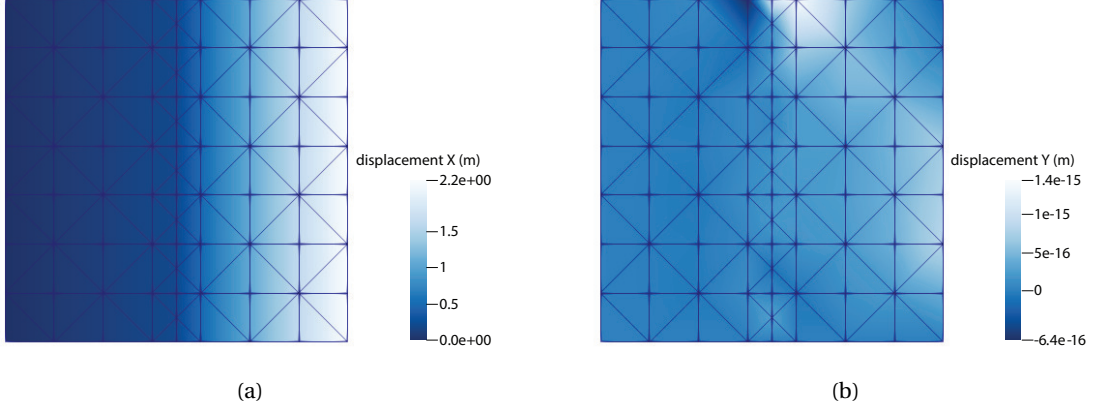 displacement X (m)
2.2e+00
1.5
1
0.5
0.0e+00
(a)
displacement Y (m)
1.4e-15
1e-15
5e-16
0
-6.4e-16
(b)